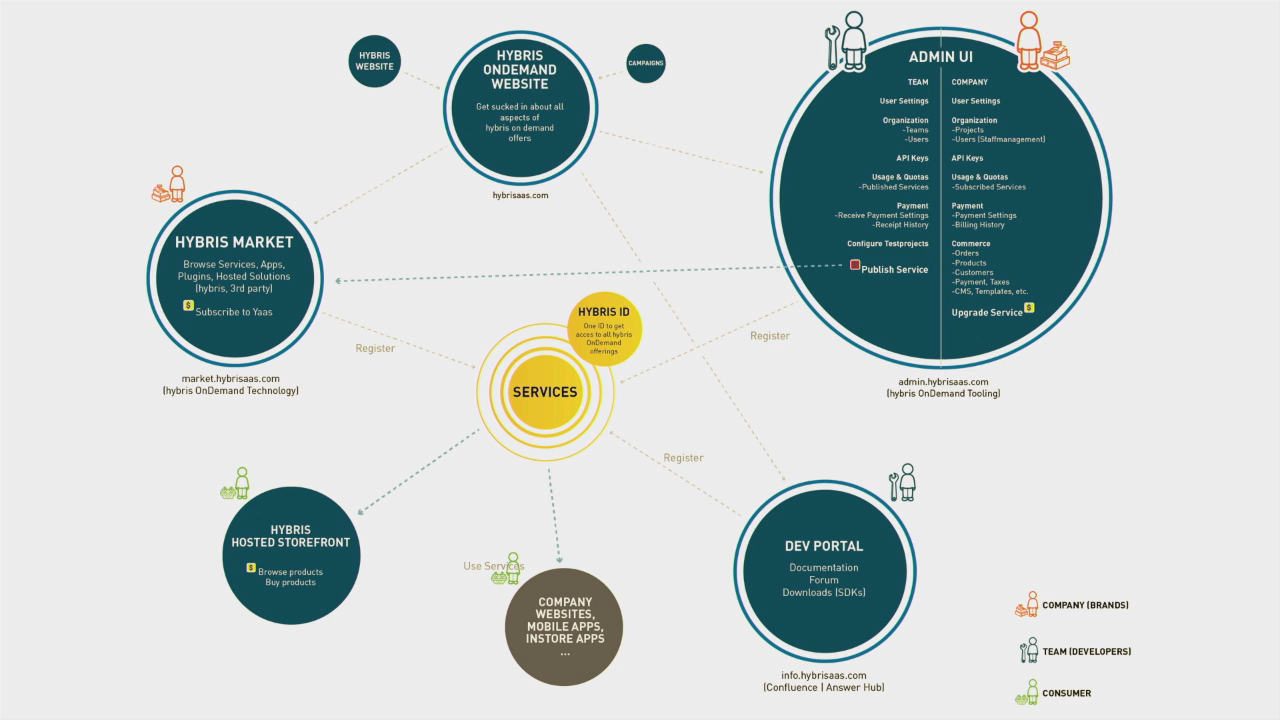 HYBRIS
WEBSITE
HYBRIS
ONDEMAND
WEBSITE
Get sucked in about all
aspects of
hybris on demand
offers
hybrisaas.com
CAMPAIGNS
ADMIN UI
TEAM
User Settings
Organization
-Teams
-Users
API Keys
Usage & Quotas
-Published Services
Payment
-Receive Payment Settings
-Receipt History
Configure Testprojects
Publish Service
COMPANY
User Settings
Organization
-Projects
-Users (Staffmanagement)
API Keys
Usage & Quotas
-Subscribed Services
Payment
-Payment Settings
-Billing History
Commerce
-Orders
-Products
-Customers
-Payment, Taxes
-CMS, Templates, etc.
Upgrade Service
$
admin.hybrisaas.com
(hybris OnDemand Tooling)
HYBRIS MARKET
Browse Services, Apps,
Plugins, Hosted Solutions
(hybris, 3rd party)
$
Subscribe to Yaas
market.hybrisaas.com
(hybris OnDemand Technology)
Register
HYBRIS ID
One ID to get
acces to all hybris
OnDemand
offerings
SERVICES
Register
Register
HYBRIS
HOSTED STOREFRONT
$
Browse products
Buy products
Use Services
COMPANY
WEBSITES,
MOBILE APPS,
INSTORE APPS
...
DEV PORTAL
Documentation
Forum
Downloads (SDKs)
info.hybrisaas.com
(Confluence | Answer Hub)
COMPANY (BRANDS)
TEAM (DEVELOPERS)
CONSUMER